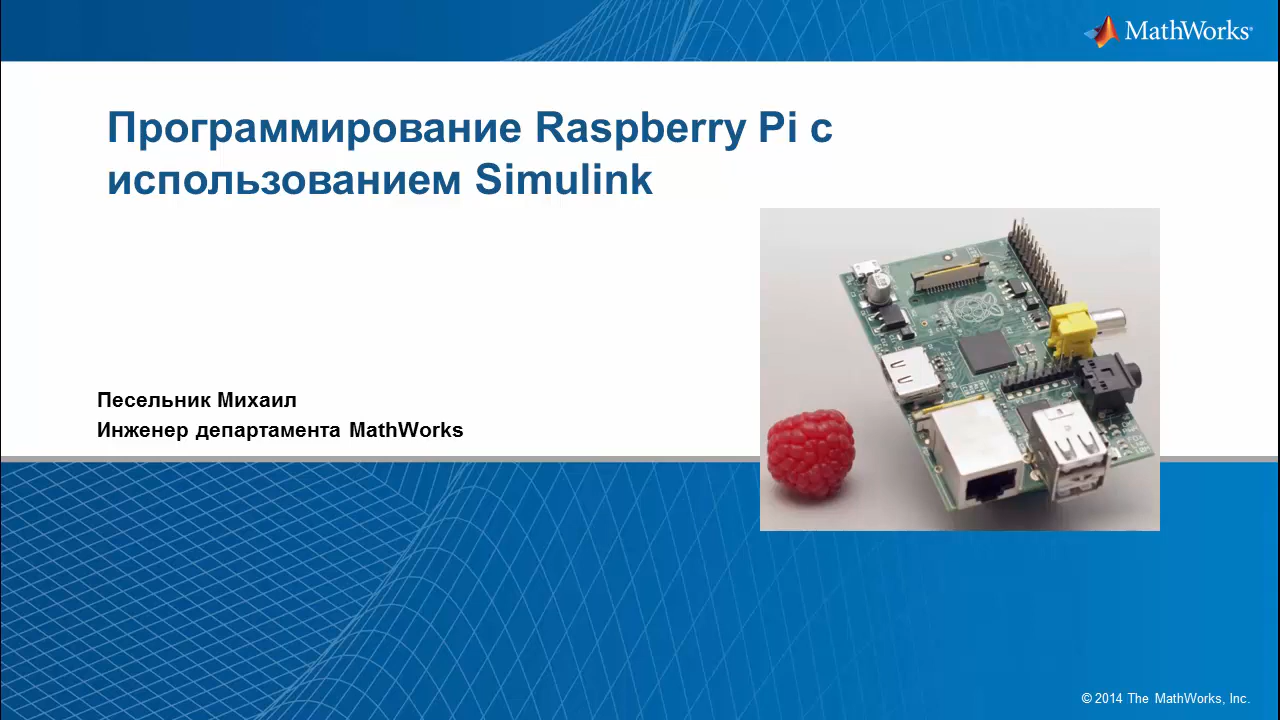 MathWorks®
Программирование Raspberry Pi с
использованием Simulink
Песельник Михаил
Инженер департамента MathWorks
© 2014 The MathWorks, Inc.